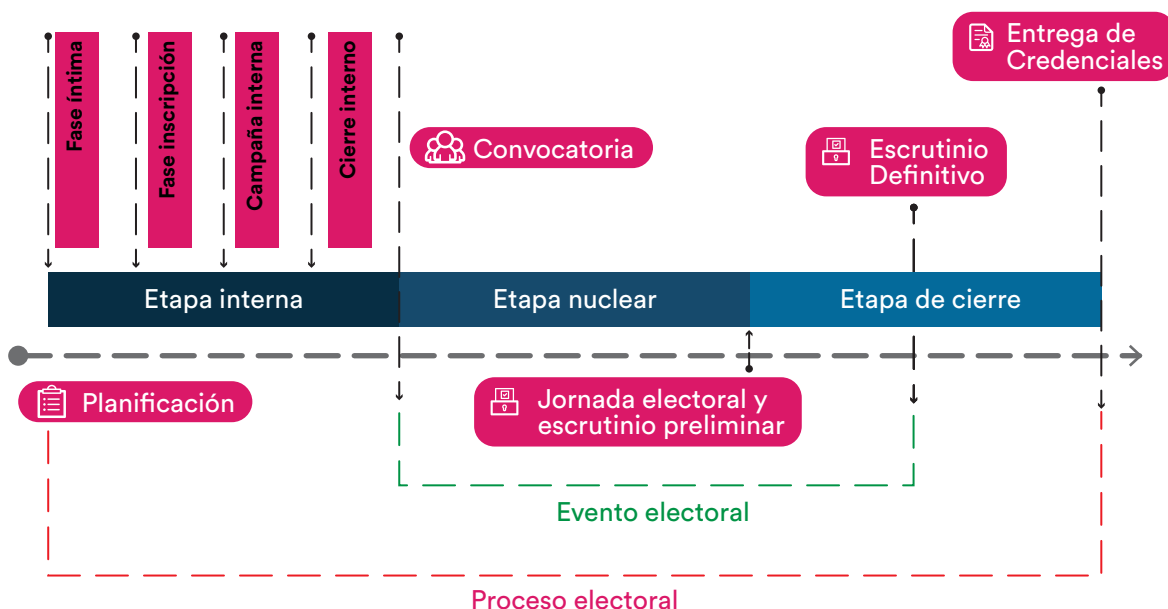 Fase íntima
Fase inscripción
Campaña interna
Cierre interno
Entrega de
Credenciales
Convocatoria
Escrutinio
Definitivo
Etapa interna
Etapa nuclear
Etapa de cierre
Planificación
Jornada electoral y
escrutinio preliminar
Evento electoral
Proceso electoral